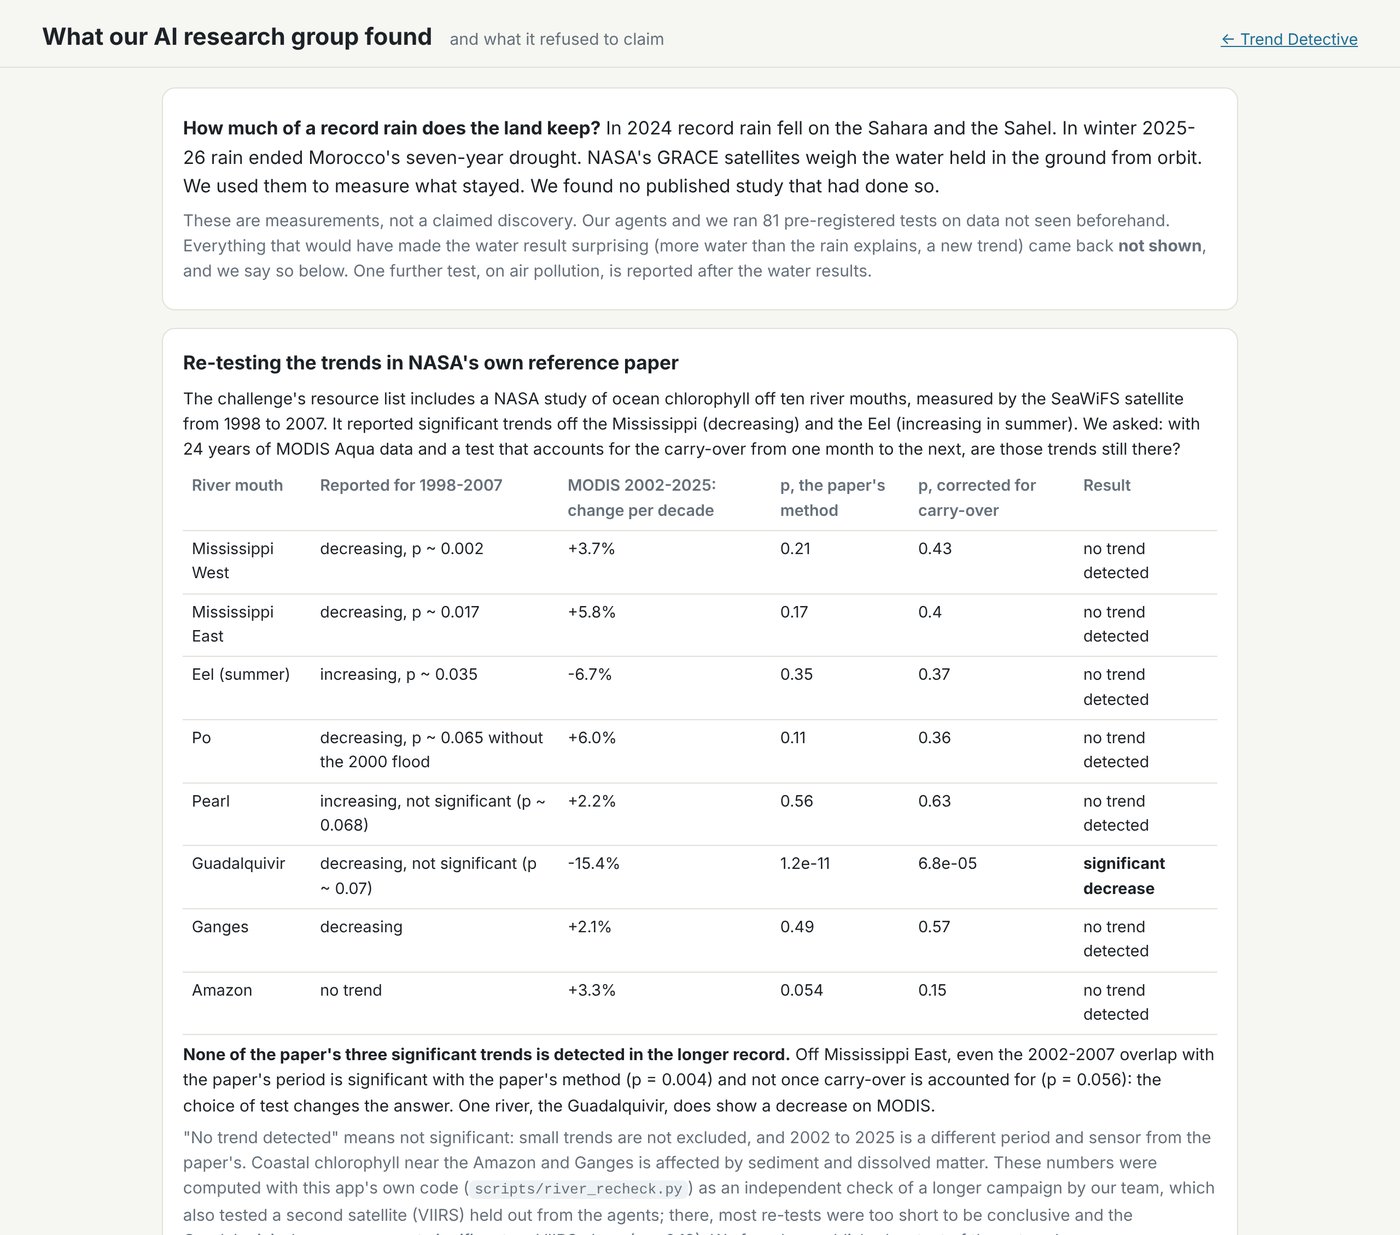 What our AI research group found and what it refused to claim ← Trend Detective
How much of a record rain does the land keep? In 2024 record rain fell on the Sahara and the Sahel. In winter 2025-
26 rain ended Morocco's seven-year drought. NASA's GRACE satellites weigh the water held in the ground from orbit.
We used them to measure what stayed. We found no published study that had done so.
These are measurements, not a claimed discovery. Our agents and we ran 81 pre-registered tests on data not seen beforehand.
Everything that would have made the water result surprising (more water than the rain explains, a new trend) came back not shown,
and we say so below. One further test, on air pollution, is reported after the water results.
Re-testing the trends in NASA's own reference paper
The challenge's resource list includes a NASA study of ocean chlorophyll off ten river mouths, measured by the SeaWiFS satellite
from 1998 to 2007. It reported significant trends off the Mississippi (decreasing) and the Eel (increasing in summer). We asked: with
24 years of MODIS Aqua data and a test that accounts for the carry-over from one month to the next, are those trends still there?
River mouth Reported for 1998-2007 MODIS 2002-2025: p, the paper's p, corrected for Result
change per decade method carry-over
Mississippi decreasing, p ~ 0.002 +3.7% 0.21 0.43 no trend
West detected
Mississippi decreasing, p ~ 0.017 +5.8% 0.17 0.4 no trend
East detected
Eel (summer) increasing, p ~ 0.035 -6.7% 0.35 0.37 no trend
detected
Po decreasing, p ~ 0.065 without +6.0% 0.11 0.36 no trend
the 2000 flood detected
Pearl increasing, not significant (p ~ +2.2% 0.56 0.63 no trend
0.068) detected
Guadalquivir decreasing, not significant (p -15.4% 1.2e-11 6.8e-05 significant
~ 0.07) decrease
Ganges decreasing +2.1% 0.49 0.57 no trend
detected
Amazon no trend +3.3% 0.054 0.15 no trend
detected
None of the paper's three significant trends is detected in the longer record. Off Mississippi East, even the 2002-2007 overlap with
the paper's period is significant with the paper's method (p = 0.004) and not once carry-over is accounted for (p = 0.056): the
choice of test changes the answer. One river, the Guadalquivir, does show a decrease on MODIS.
"No trend detected" means not significant: small trends are not excluded, and 2002 to 2025 is a different period and sensor from the
paper's. Coastal chlorophyll near the Amazon and Ganges is affected by sediment and dissolved matter. These numbers were
computed with this app's own code ( scripts/river_recheck.py ) as an independent check of a longer campaign by our team, which
also tested a second satellite (VIIRS) held out from the agents; there, most re-tests were too short to be conclusive and the